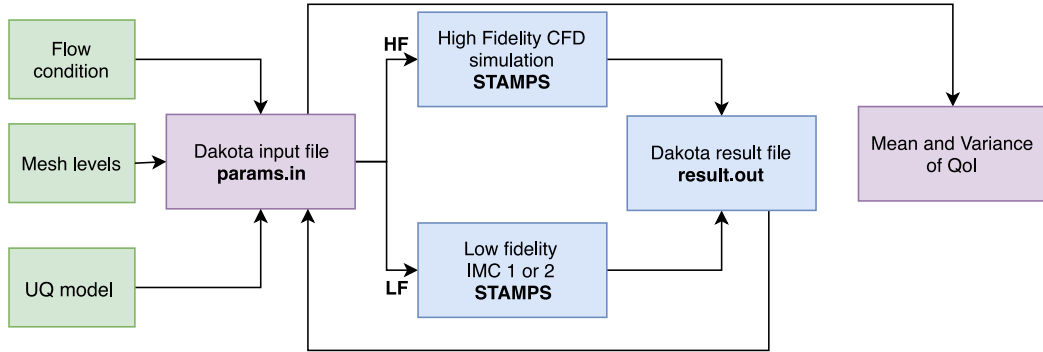 Flow
condition
Mesh levels
UQ model
Dakota input file
params.in
HF
LF
High Fidelity CFD
simulation
STAMPS
Low fidelity
IMC 1 or 2
STAMPS
Dakota result file
result.out
Mean and Variance
of QoI